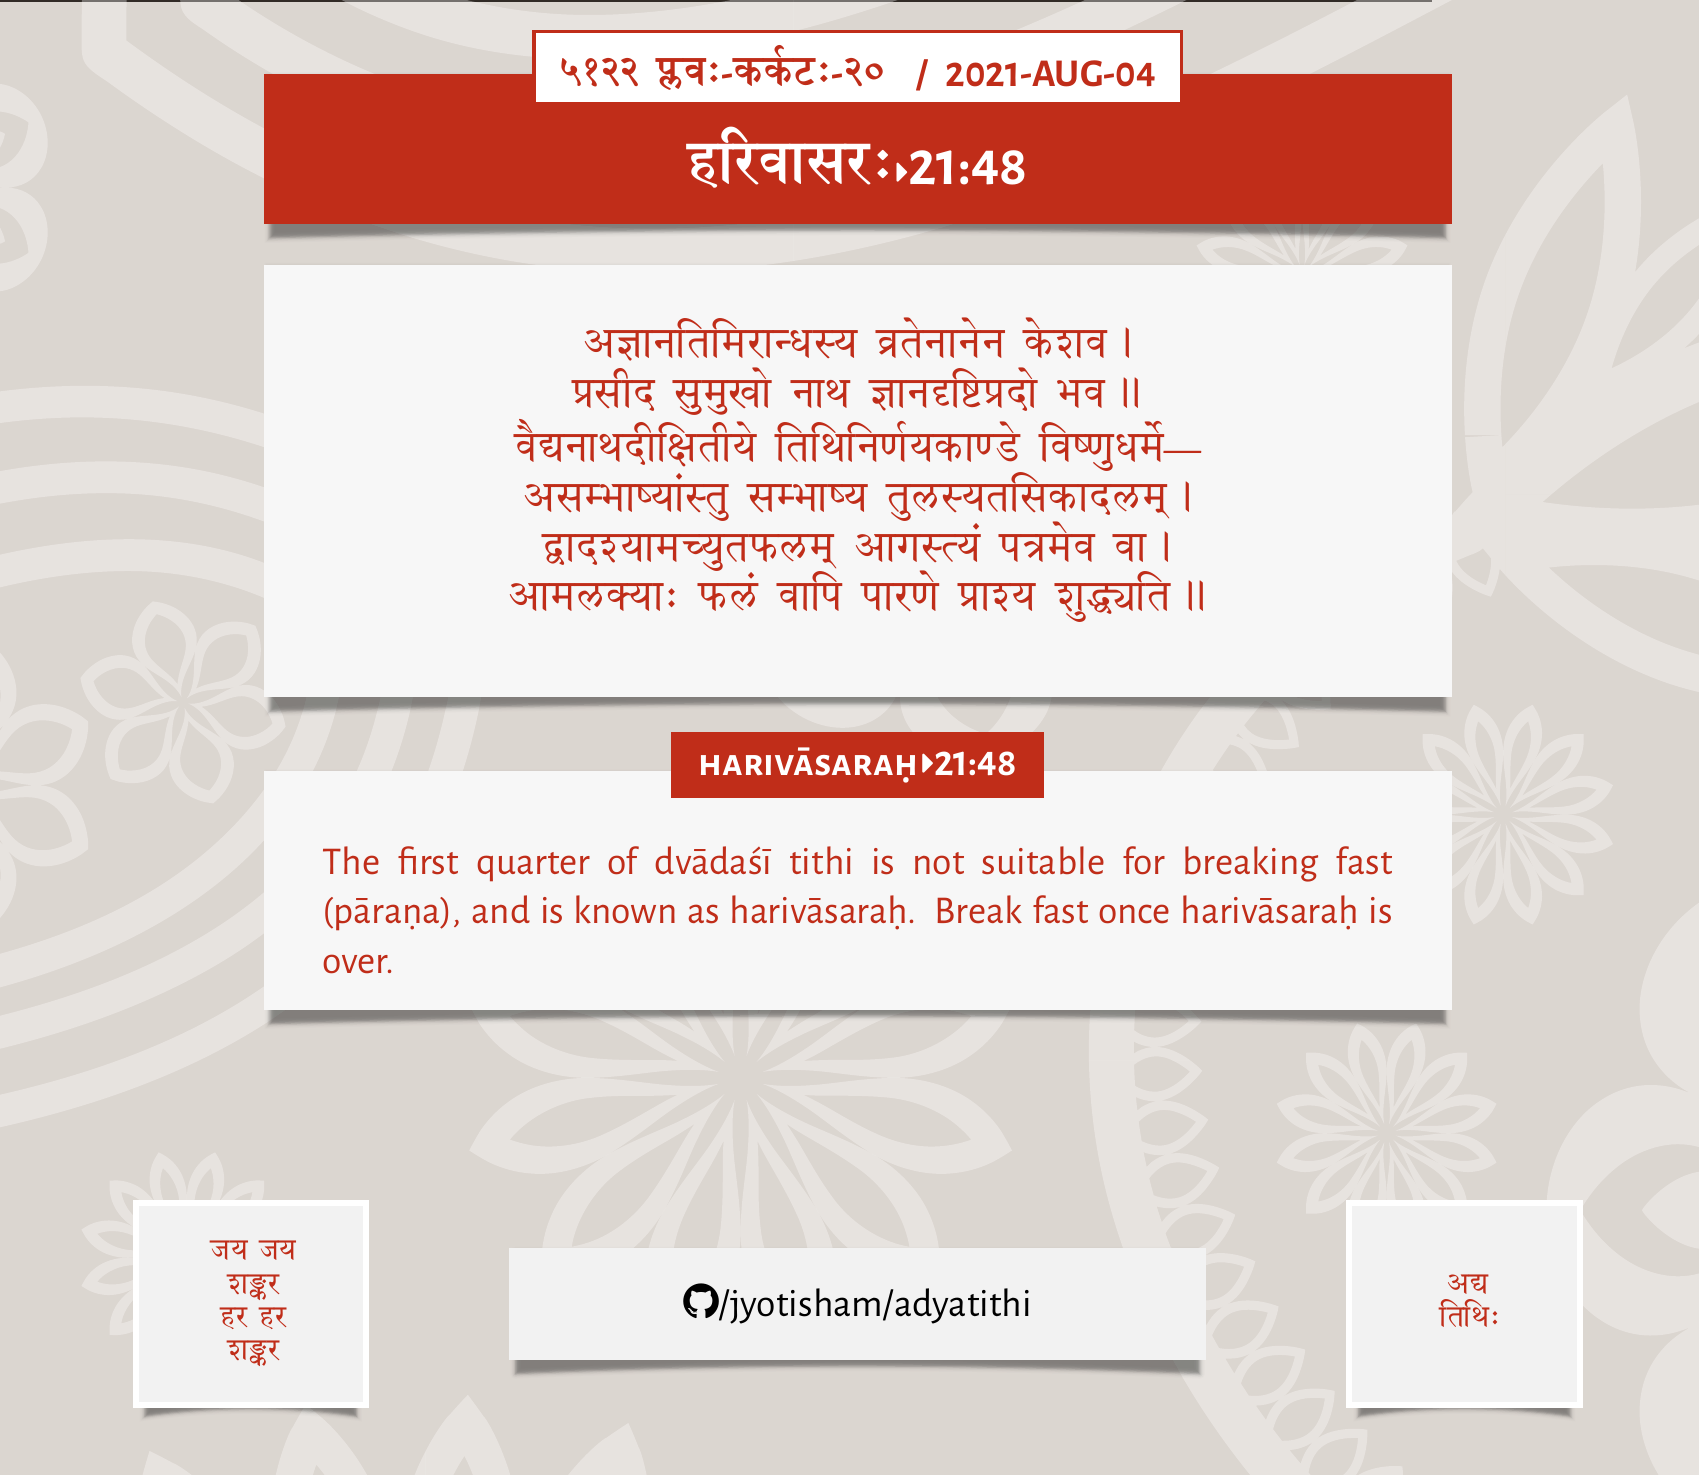 ५१२२ प्लवः-कर्कटः-२० / 2021-AUG-04
हरिवासरः▸21:48
अज्ञानतिमिरान्धस्य व्रतेनानेन केशव।
प्रसीद सुमुखो नाथ ज्ञानदृष्टिप्रदो भव॥
वैद्यनाथदीक्षितीये तिथिनिर्णयकाण्डे विष्णुधर्मे—
असम्भाष्यांस्तु सम्भाष्य तुलस्यतसिकादलम्।
द्वादश्यामच्युतफलम् आगस्त्यं पत्रमेव वा।
आमलक्याः फलं वापि पारणे प्राश्य शुद्ध्यति॥
HARIVĀSARAḤ▸21:48
The first quarter of dvādaśī tithi is not suitable for breaking fast
(pāraṇa), and is known as harivāsaraḥ. Break fast once harivāsaraḥ is
over.
जय जय
शङ्कर
हर हर
शङ्कर
/jyotisham/adyatithi
अद्य
तिथिः